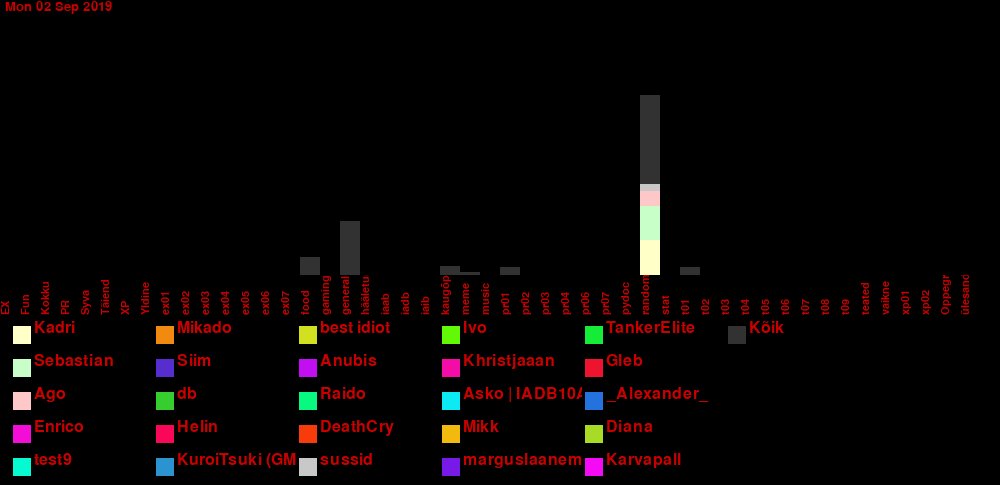 Mon 02 Sep 2019
EX Fun Kokku PR Syva Täiend XP Yldine ex01 ex02 ex03 ex04 ex05 ex06 ex07 food gaming general hääletu iaab iadb iaib kaugõp meme music pr01 pr02 pr03 pr04 pr06 pr07 pydoc random stat t01 t02 t03 t04 t05 t06 t07 t08 t09 teated vaikne xp01 xp02 Oppegr ülesand
Kadri Mikado best idiot Ivo TankerElite Kõik
Sebastian Siim Anubis Khristjaaan Gleb
Ago db Raido Asko | IADB10A _Alexander_
Enrico Helin DeathCry Mikk Diana
test9 KuroiTsuki (GM sussid marguslaanem Karvapall